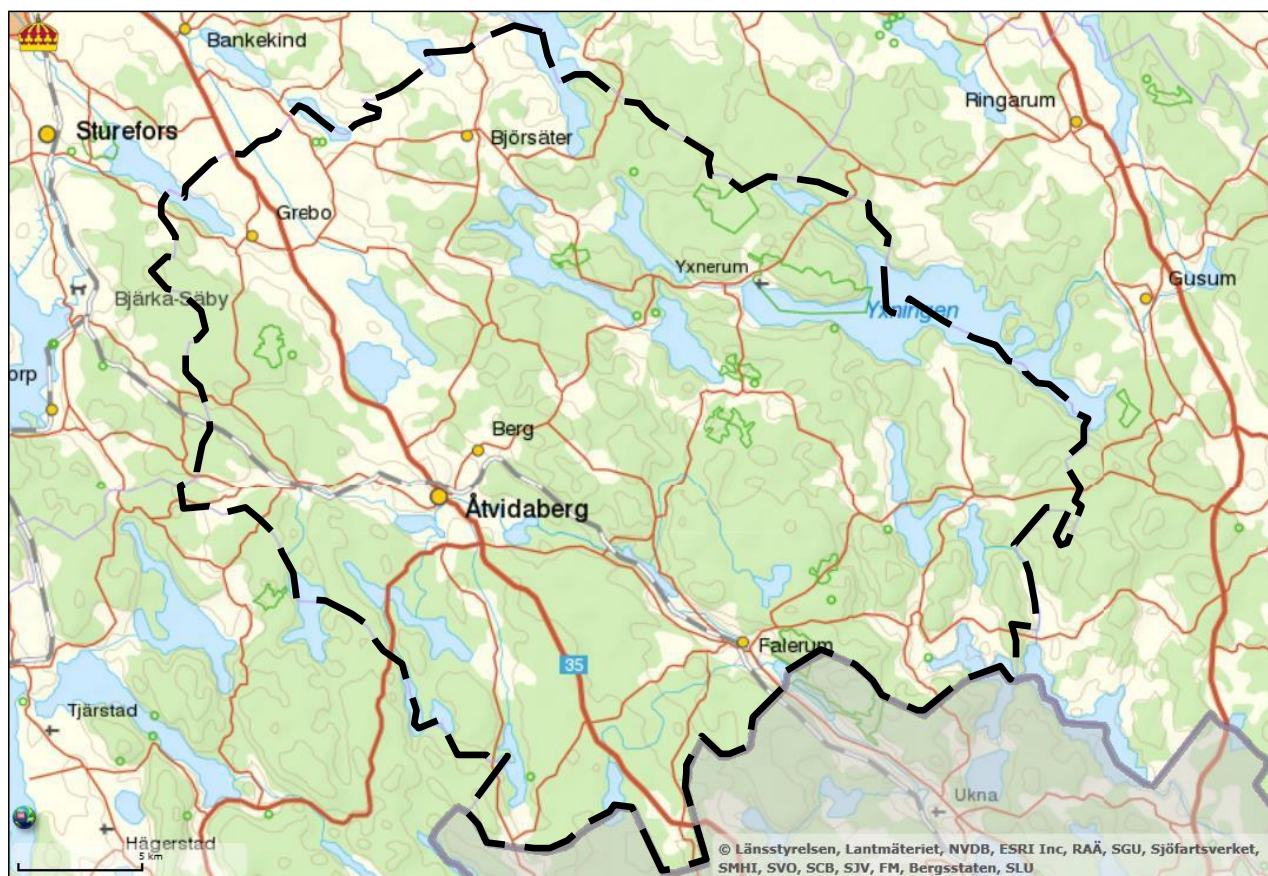 Bankekind
Ringarum
Sturefors
Björsäter
Grebo
Yxnerum
Gusum
Bjärka-Säby
Yxningen
orp
Berg
Åtvidaberg
Falerum
35
Tjärstad
Ukna
Hägerstad
5 km
© Länsstyrelsen, Lantmäteriet, NVDB, ESRI Inc, RAÄ, SGU, Sjöfartsverket,
SMHI, SVO, SCB, SJV, FM, Bergsstaten, SLU